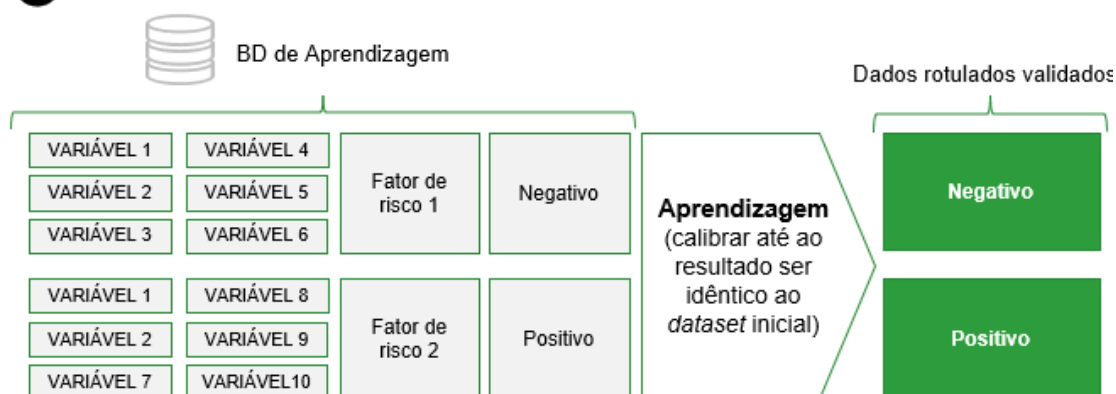 BD de Aprendizagem
Dados rotulados validados
VARIÁVEL 1
VARIÁVEL 4
VARIÁVEL 2
VARIÁVEL 5
VARIÁVEL 3
VARIÁVEL 6
Fator de
risco 1
Negativo
VARIÁVEL 1
VARIÁVEL 8
VARIÁVEL 2
VARIÁVEL 9
VARIÁVEL 7
VARIÁVEL10
Fator de
risco 2
Positivo
Aprendizagem
(calibrar até ao
resultado ser
idêntico ao
dataset inicial)
Negativo
Positivo